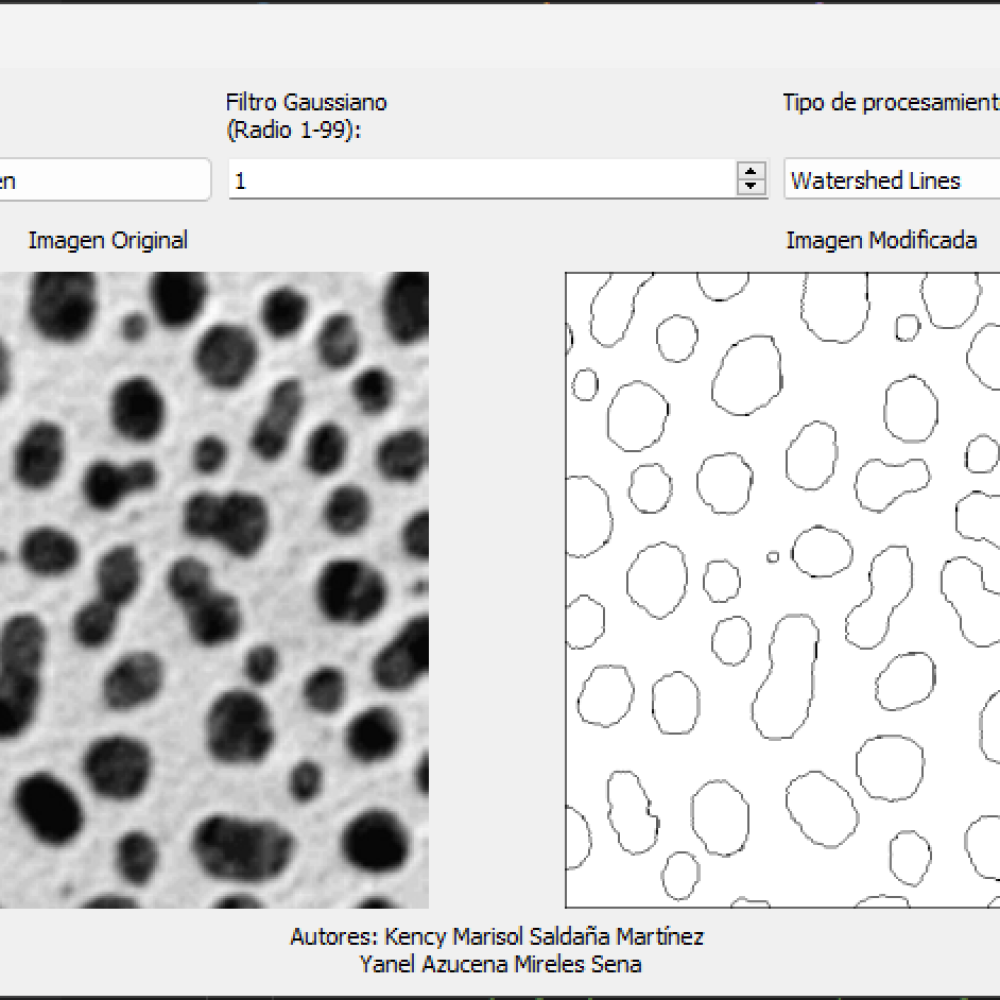 Filtro Gaussiano
(Radio 1-99):
Tipo de procesamient
en
1
Watershed Lines
Imagen Original
Imagen Modificada
Autores: Kency Marisol Saldaña Martínez
Yanel Azucena Mireles Sena